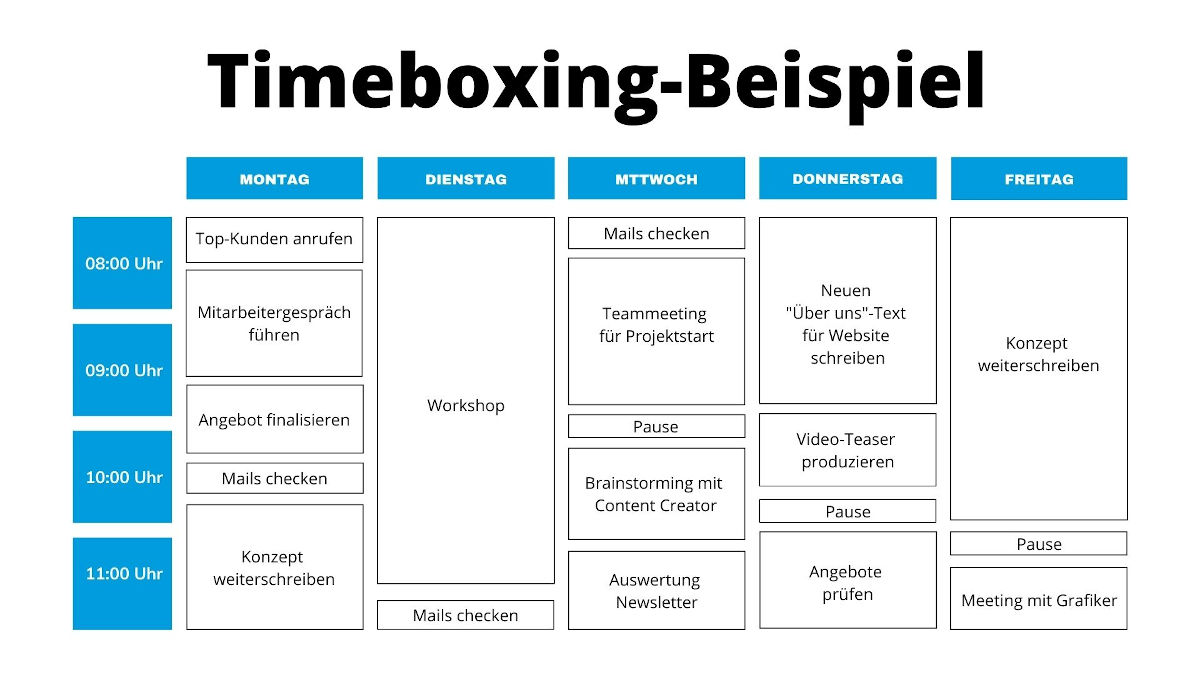 Timeboxing-Beispiel
MONTAG
DIENSTAG
MTTWOCH
DONNERSTAG
FREITAG
08:00 Uhr
09:00 Uhr
10:00 Uhr
11:00 Uhr
Top-Kunden anrufen
Mitarbeitergespräch
führen
Angebot finalisieren
Mails checken
Konzept
weiterschreiben
Workshop
Mails checken
Mails checken
Teammeeting
für Projektstart
Pause
Brainstorming mit
Content Creator
Auswertung
Newsletter
Neuen
"Über uns"-Text
für Website
schreiben
Video-Teaser
produzieren
Pause
Angebote
prüfen
Konzept
weiterschreiben
Pause
Meeting mit Grafiker